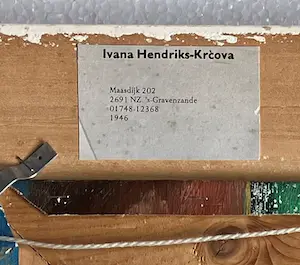 Ivana Hendriks-Krčova
Maasdijk 202
2691 NZ. 's-Gravenzande
01748-12368
1946